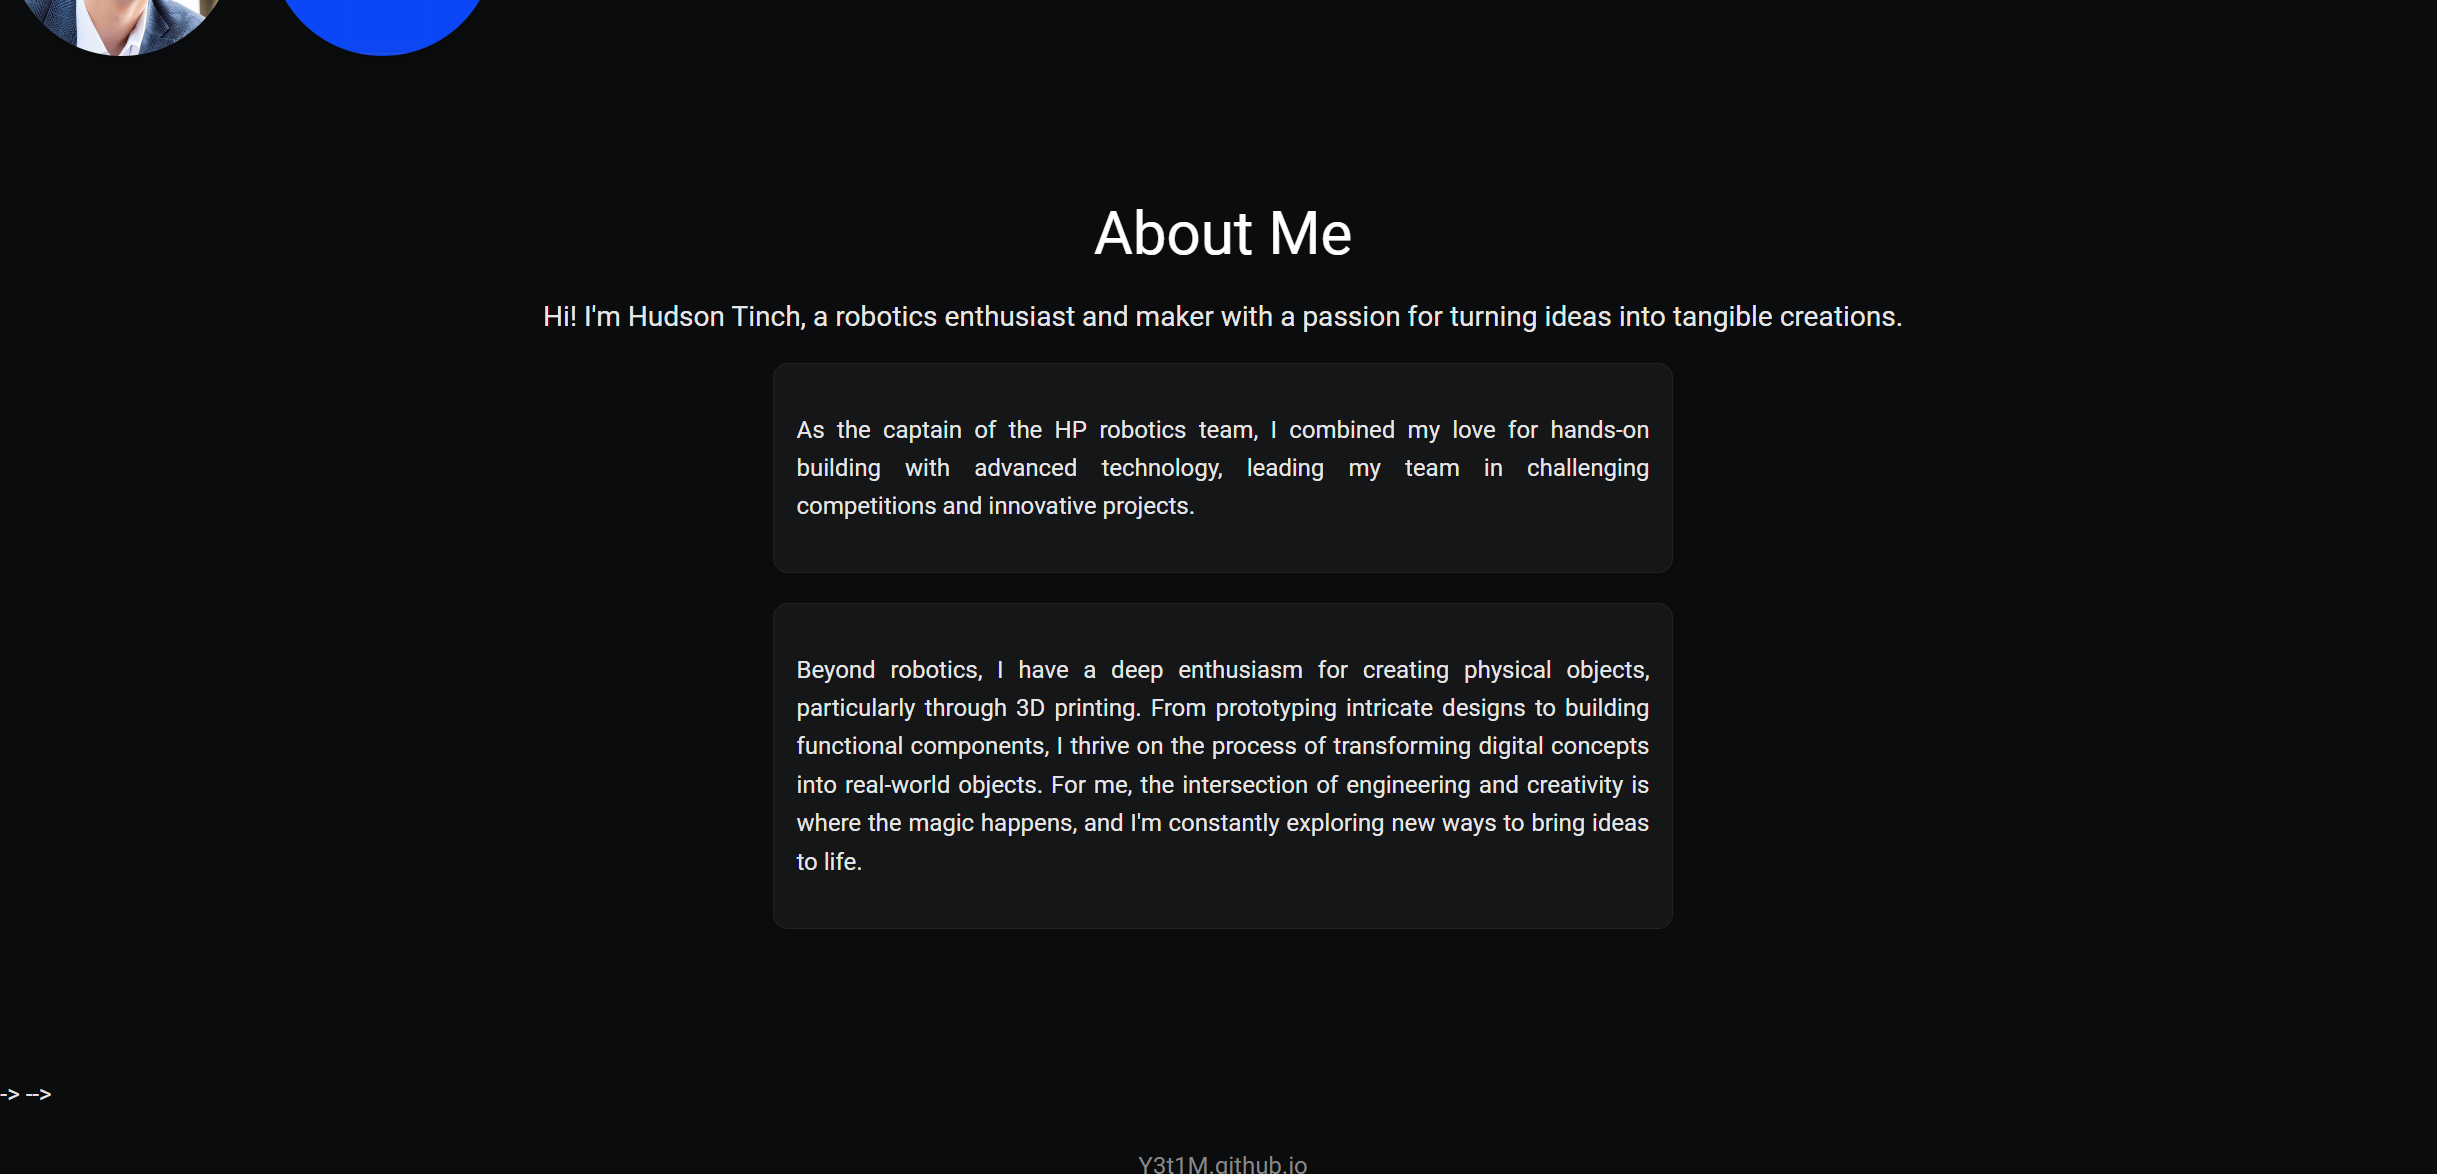 About Me
Hi! I'm Hudson Tinch, a robotics enthusiast and maker with a passion for turning ideas into tangible creations.
As the captain of the HP robotics team, I combined my love for hands-on
building with advanced technology, leading my team in challenging
competitions and innovative projects.
Beyond robotics, I have a deep enthusiasm for creating physical objects,
particularly through 3D printing. From prototyping intricate designs to building
functional components, I thrive on the process of transforming digital concepts
into real-world objects. For me, the intersection of engineering and creativity is
where the magic happens, and I'm constantly exploring new ways to bring ideas
to life.
-> -->
Y3t1M.github.io